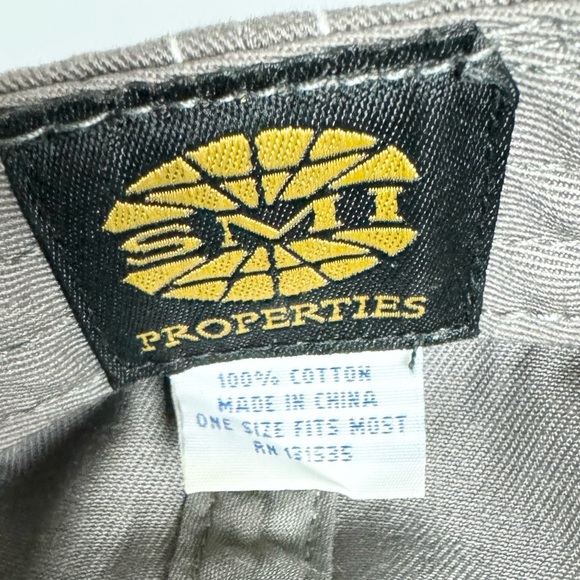 SMI
PROPERTIES
100% COTTON
MADE IN CHINA
ONE SIZE FITS MOST
RN 131535